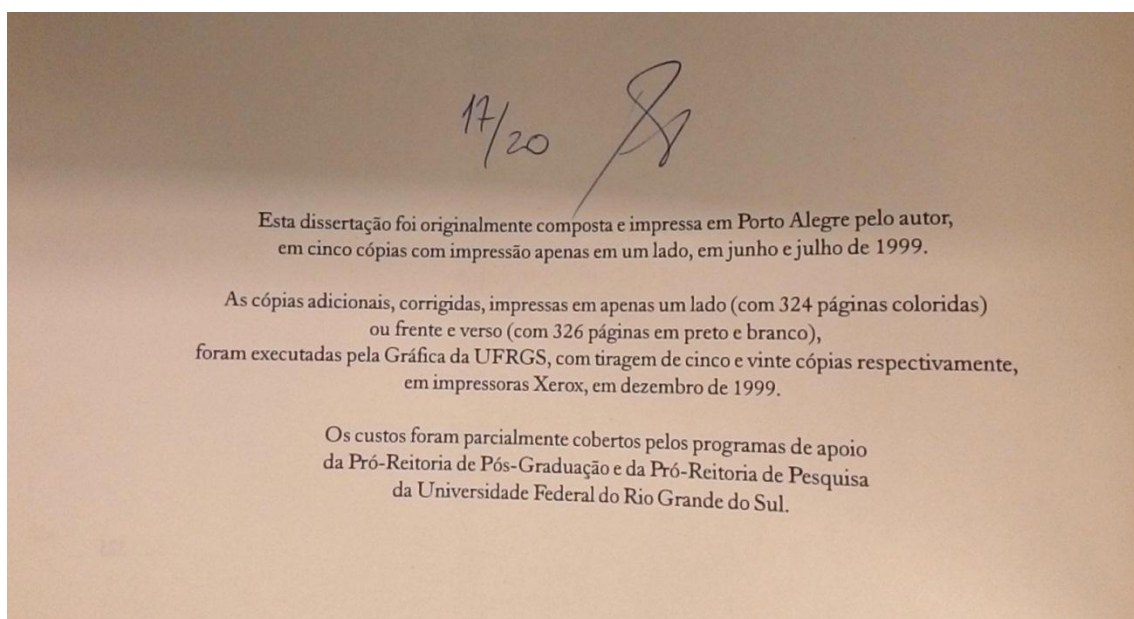 17/20
Esta dissertação foi originalmente composta e impressa em Porto Alegre pelo autor,
em cinco cópias com impressão apenas em um lado, em junho e julho de 1999.
As cópias adicionais, corrigidas, impressas em apenas um lado (com 324 páginas coloridas)
ou frente e verso (com 326 páginas em preto e branco),
foram executadas pela Gráfica da UFRGS, com tiragem de cinco e vinte cópias respectivamente,
em impressoras Xerox, em dezembro de 1999.
Os custos foram parcialmente cobertos pelos programas de apoio
da Pró-Reitoria de Pós-Graduação e da Pró-Reitoria de Pesquisa
da Universidade Federal do Rio Grande do Sul.